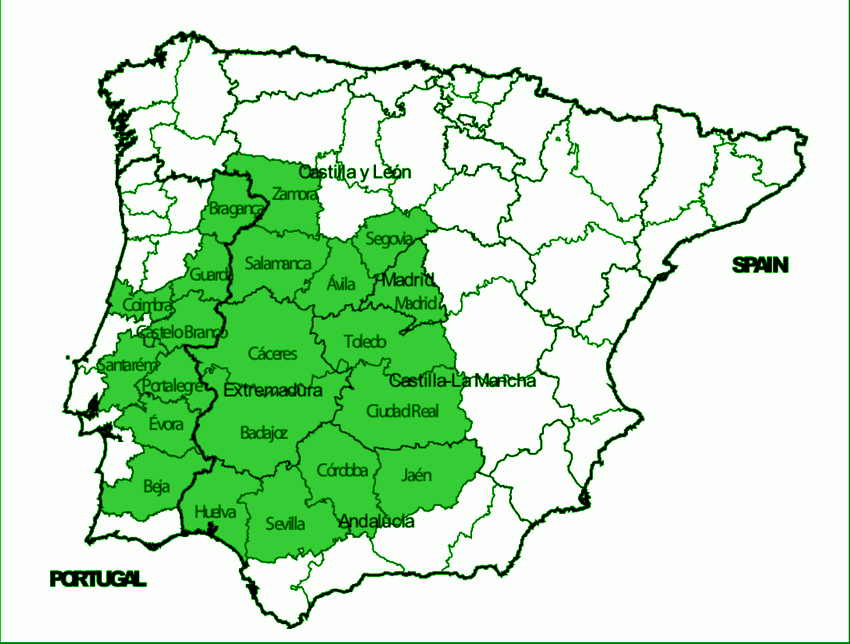 Castilla y León
Zamora
Bragança
Segovia
Guarda
Salamanca
SPAIN
Ávila
Madrid
Madrid
Coimbra
Castelo Branco
Toledo
Cáceres
Santarém
Portalegre
Extremadura
Castilla-La Mancha
Ciudad Real
Évora
Badajoz
Córdoba
Jaén
Beja
Huelva
Sevilla
Andalucía
PORTUGAL